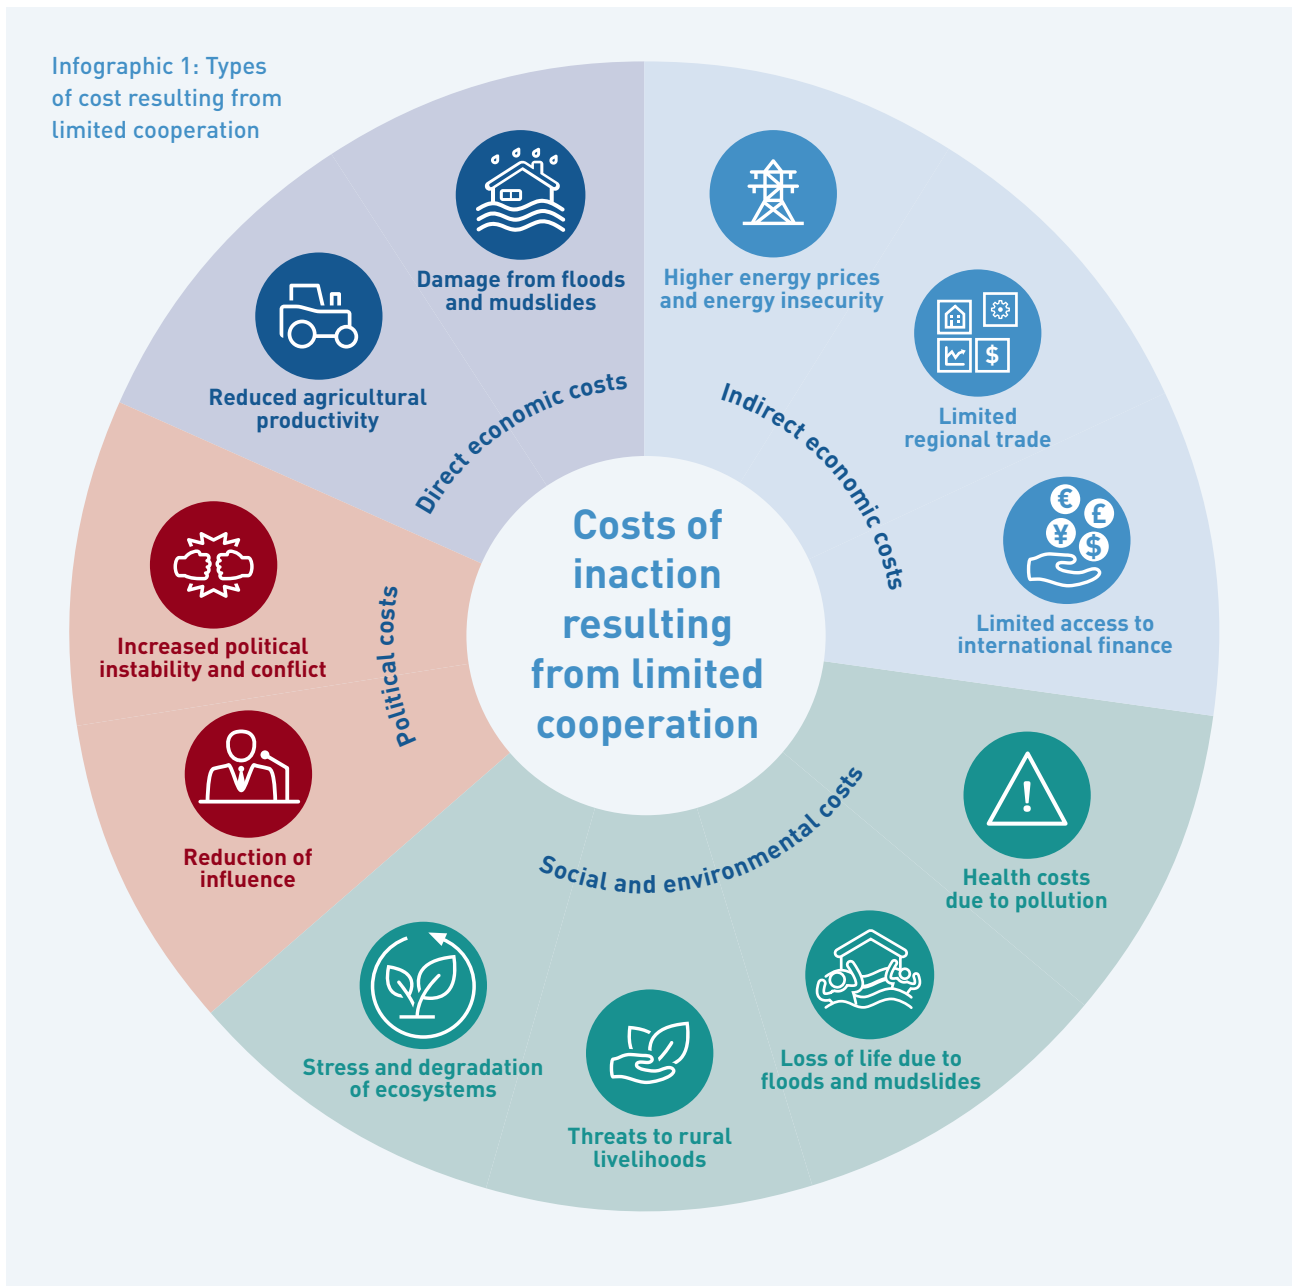 Infographic 1: Types
of cost resulting from
limited cooperation
Costs of
inaction
resulting
from limited
cooperation
Direct economic costs
Damage from floods
and mudslides
Reduced agricultural
productivity
Indirect economic costs
Higher energy prices
and energy insecurity
$
Limited
regional trade
€
£
¥
$
Limited access to
international finance
Social and environmental costs
!
Health costs
due to pollution
Loss of life due to
floods and mudslides
Threats to rural
livelihoods
Stress and degradation
of ecosystems
Political costs
Reduction of
influence
Increased political
instability and conflict